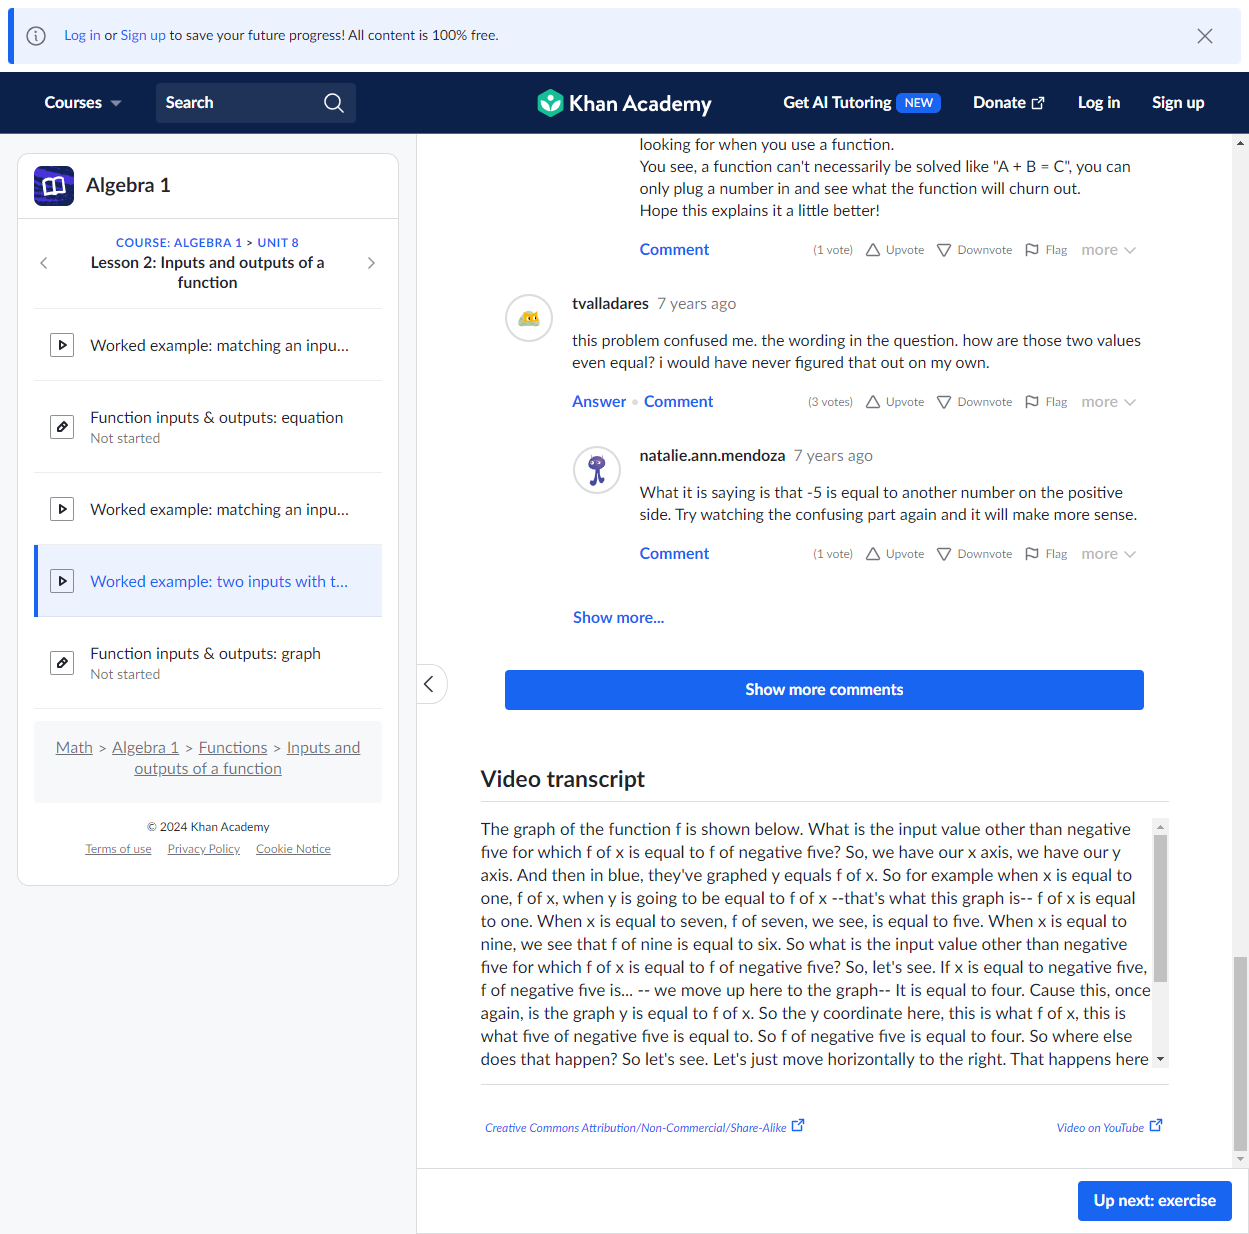 Log in or Sign up to save your future progress! All content is 100% free.
Courses
Search
Khan Academy
Get AI Tutoring NEW
Donate
Log in
Sign up
Algebra 1
COURSE: ALGEBRA 1 > UNIT 8
Lesson 2: Inputs and outputs of a
function
Worked example: matching an inpu...
Function inputs & outputs: equation
Not started
Worked example: matching an inpu...
Worked example: two inputs with t...
Function inputs & outputs: graph
Not started
Math > Algebra 1 > Functions > Inputs and
outputs of a function
© 2024 Khan Academy
Terms of use Privacy Policy Cookie Notice
looking for when you use a function.
You see, a function can't necessarily be solved like "A + B = C", you can
only plug a number in and see what the function will churn out.
Hope this explains it a little better!
Comment (1 vote) Upvote Downvote Flag more
tvalladares 7 years ago
this problem confused me. the wording in the question. how are those two values
even equal? i would have never figured that out on my own.
Answer • Comment (3 votes) Upvote Downvote Flag more
natalie.ann.mendoza 7 years ago
What it is saying is that -5 is equal to another number on the positive
side. Try watching the confusing part again and it will make more sense.
Comment (1 vote) Upvote Downvote Flag more
Show more...
Show more comments
Video transcript
The graph of the function f is shown below. What is the input value other than negative
five for which f of x is equal to f of negative five? So, we have our x axis, we have our y
axis. And then in blue, they've graphed y equals f of x. So for example when x is equal to
one, f of x, when y is going to be equal to f of x --that's what this graph is-- f of x is equal
to one. When x is equal to seven, f of seven, we see, is equal to five. When x is equal to
nine, we see that f of nine is equal to six. So what is the input value other than negative
five for which f of x is equal to f of negative five? So, let's see. If x is equal to negative five,
f of negative five is... -- we move up here to the graph-- It is equal to four. Cause this, once
again, is the graph y is equal to f of x. So the y coordinate here, this is what f of x, this is
what five of negative five is equal to. So f of negative five is equal to four. So where else
does that happen? So let's see. Let's just move horizontally to the right. That happens here
Creative Commons Attribution/Non-Commercial/Share-Alike
Video on YouTube
Up next: exercise